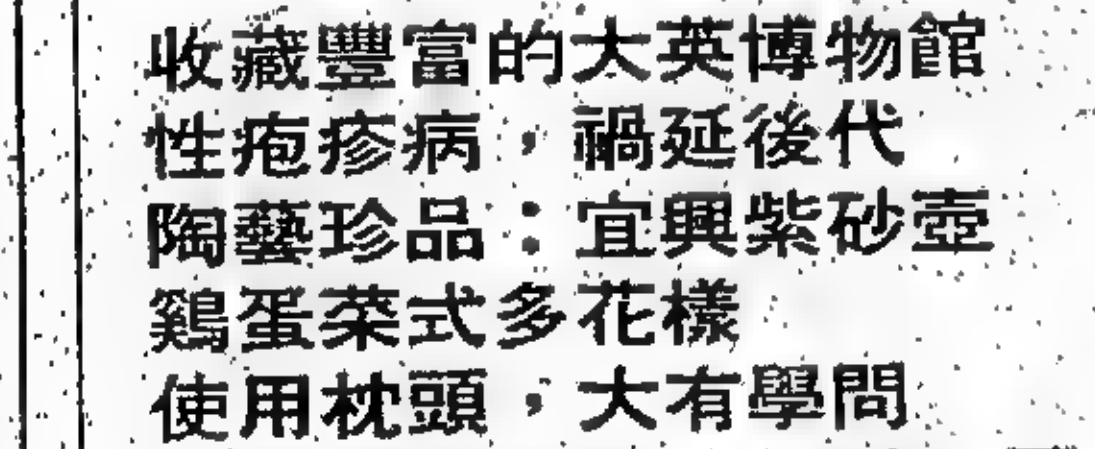 收藏豐富的大英博物館
性疱疹病，禍延後代
陶藝珍品：宜興紫砂壺
鷄蛋菜式多花樣
使用枕頭，大有學問